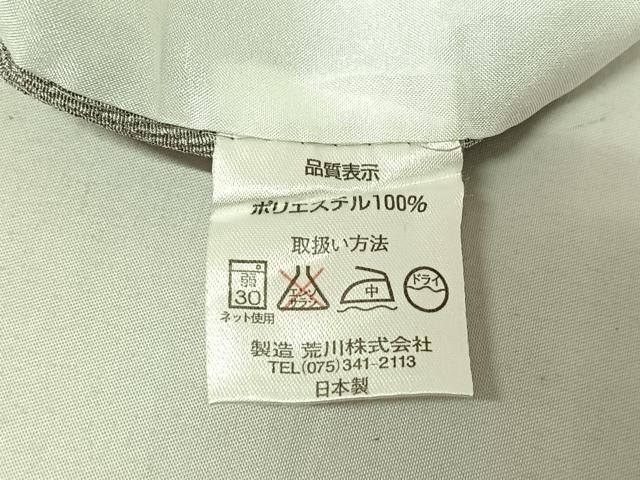 品質表示
ポリエステル100%
取扱い方法
弱 30 エンソ サラシ 中 ドライ
ネット使用
製造 荒川株式会社
TEL(075)341-2113
日本製